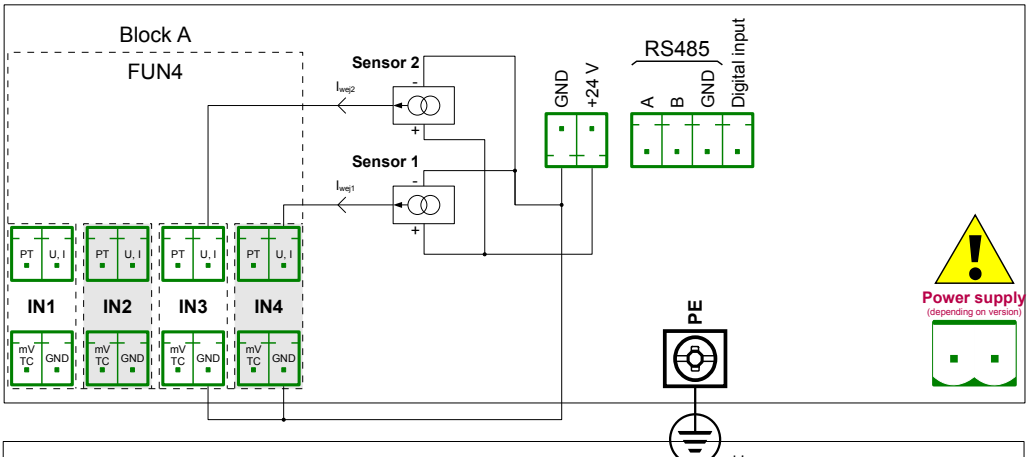 Block A
FUN4
Sensor 2
-
Iwej2
+
Sensor 1
-
Iwej1
+
GND
+24 V
RS485
A
B
GND
Digital input
PT U, I
PT U, I
PT U, I
PT U, I
IN1
IN2
IN3
IN4
mV
TC GND
mV
TC GND
mV
TC GND
mV
TC GND
PE
!
Power supply
(depending on version)